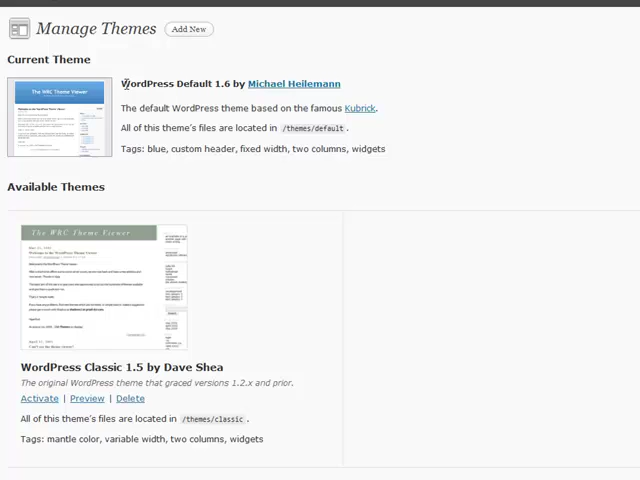 Manage Themes Add New
Current Theme
The WRC Theme Viewer
WordPress Default 1.6 by Michael Heilemann
The default WordPress theme based on the famous Kubrick.
All of this theme's files are located in /themes/default.
Tags: blue, custom header, fixed width, two columns, widgets
Available Themes
The WRC Theme Viewer
WordPress Classic 1.5 by Dave Shea
The original WordPress theme that graced versions 1.2.x and prior.
Activate | Preview | Delete
All of this theme's files are located in /themes/classic.
Tags: mantle color, variable width, two columns, widgets